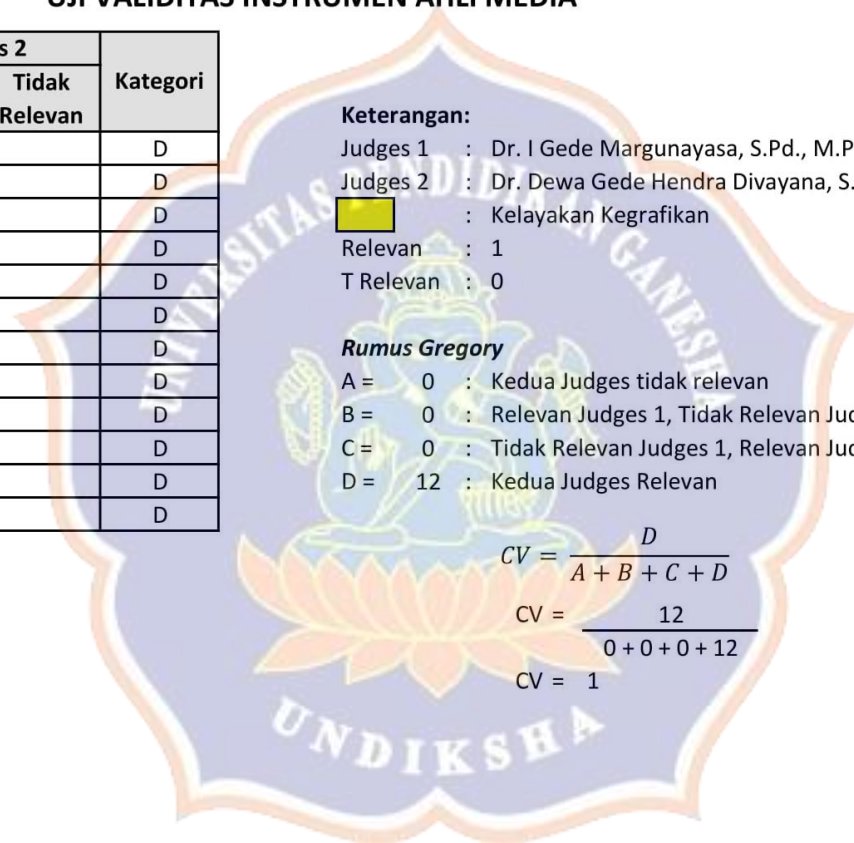 UJI VALIDITAS INSTRUMEN AHLI MEDIA
s 2
Tidak Relevan
Kategori
D
D
D
D
D
D
D
D
D
D
D
D
Keterangan:
Judges 1 : Dr. I Gede Margunayasa, S.Pd., M.P
Judges 2 : Dr. Dewa Gede Hendra Divayana, S.
: Kelayakan Kegrafikan
Relevan : 1
T Relevan : 0
Rumus Gregory
A = 0 : Kedua Judges tidak relevan
B = 0 : Relevan Judges 1, Tidak Relevan Jud
C = 0 : Tidak Relevan Judges 1, Relevan Jud
D = 12 : Kedua Judges Relevan
CV = D / A + B + C + D
CV = 12 / 0 + 0 + 0 + 12
CV = 1
UNIVERSITAS PENDIDIKAN GANESHA
UNDIKSHA